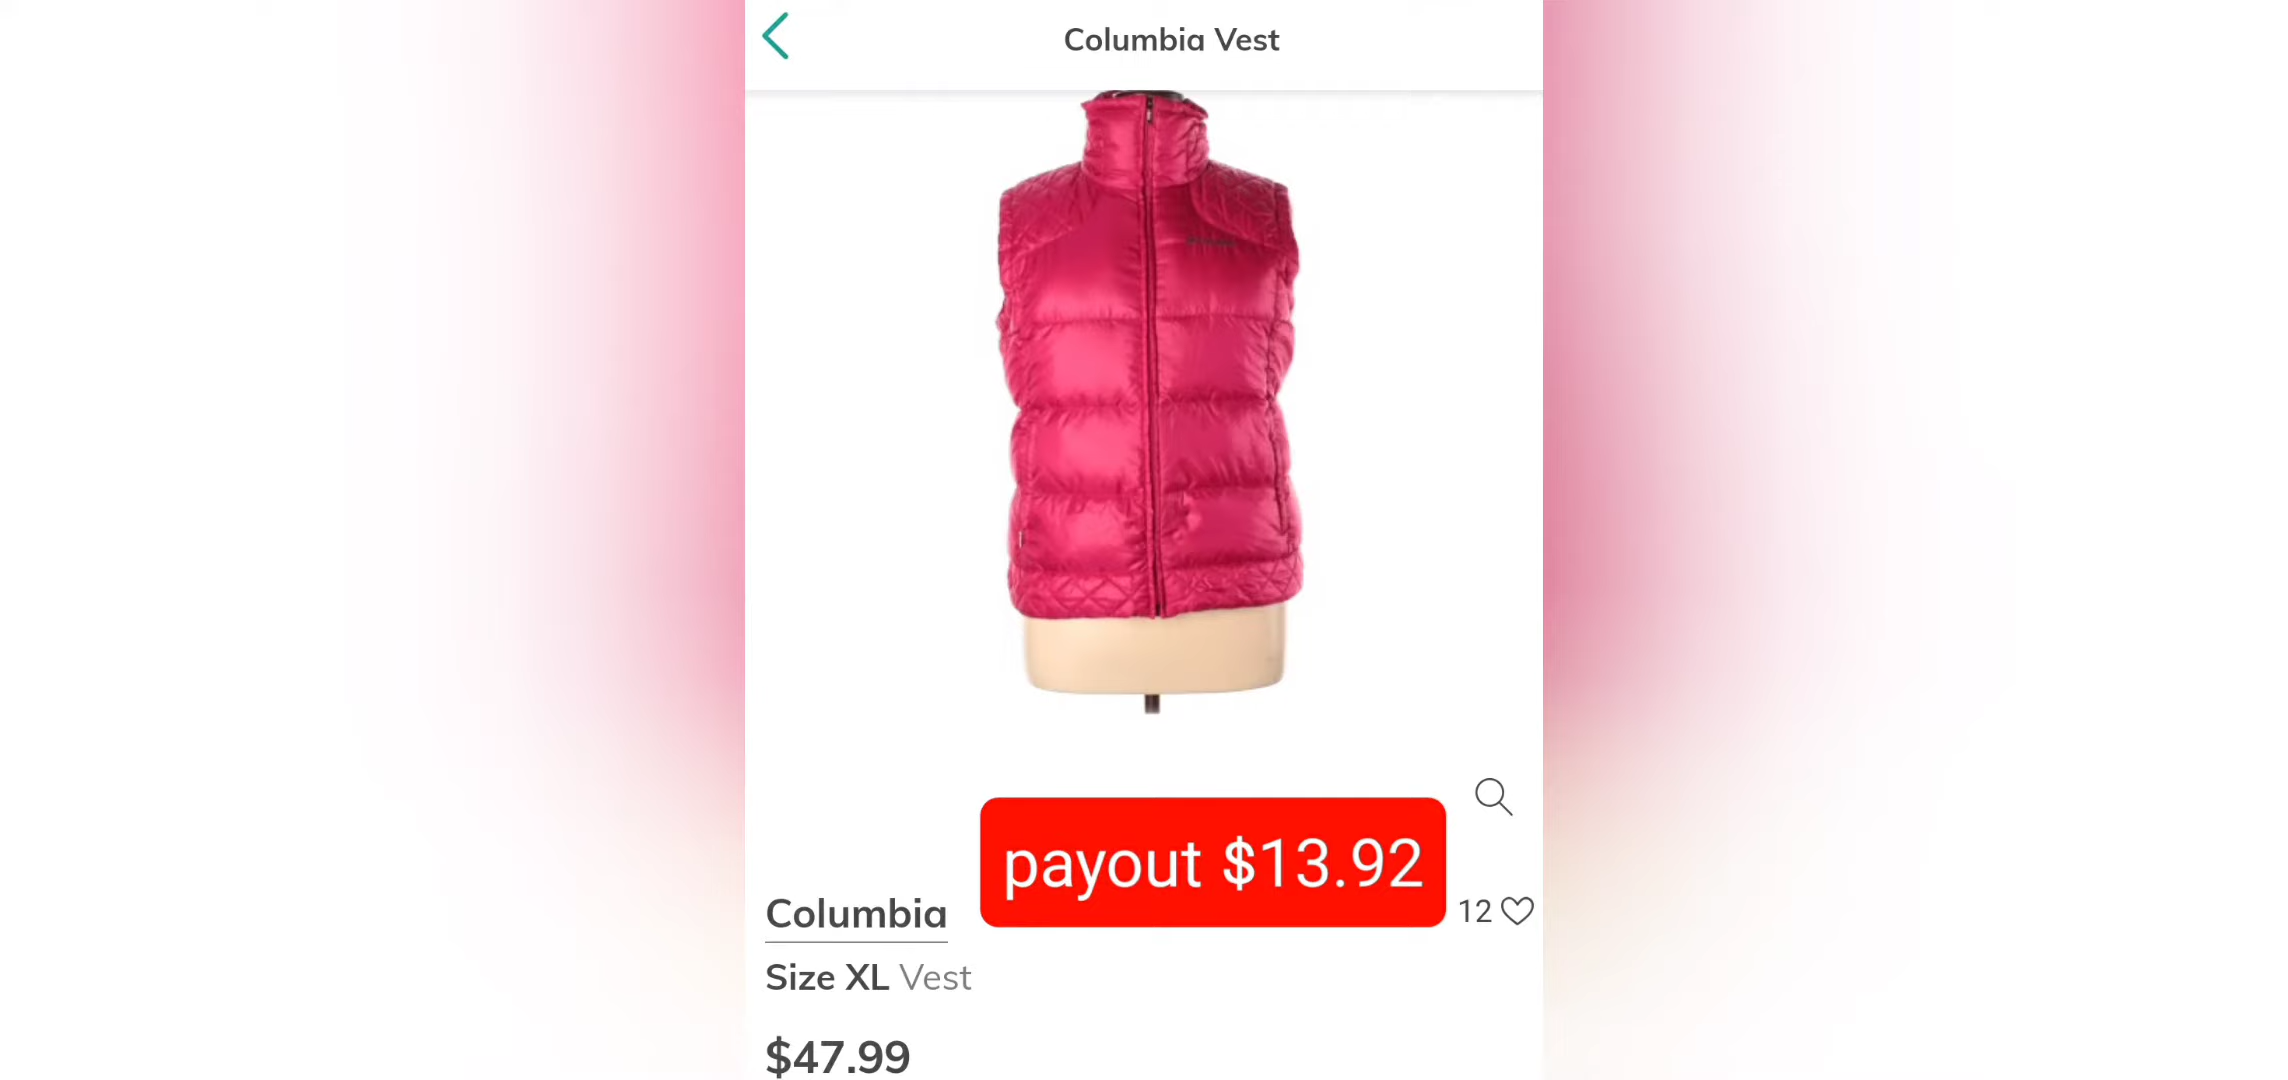 Columbia Vest
payout $13.92
Columbia
12
Size XL Vest
$47.99